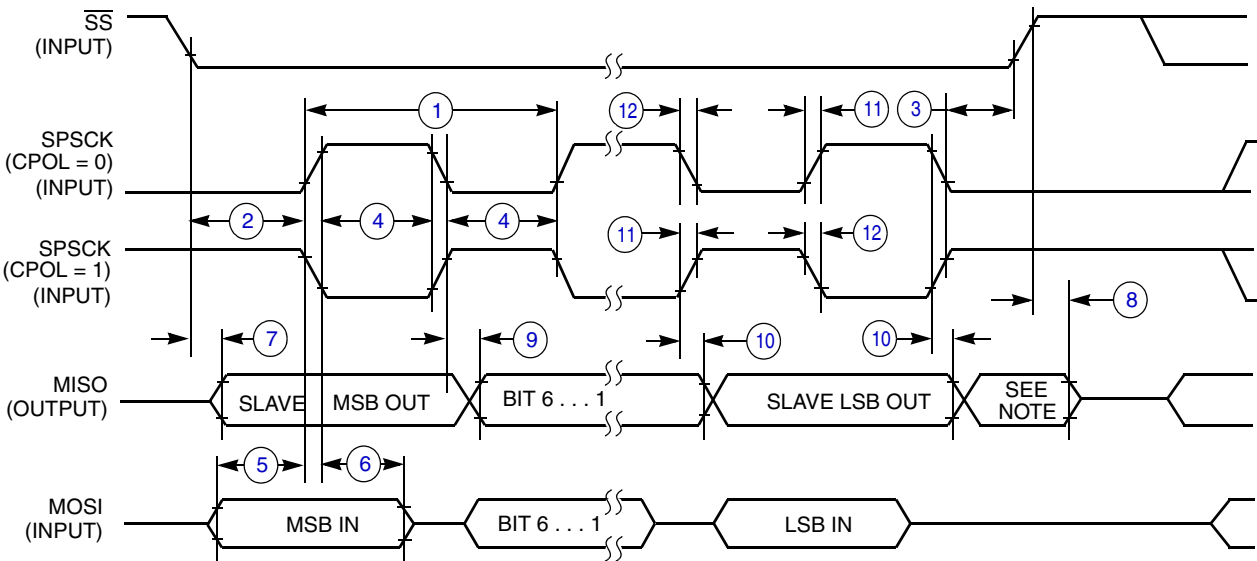 SS
(INPUT)
1
12
11
3
SPSCK
(CPOL = 0)
(INPUT)
2
4
4
11
12
SPSCK
(CPOL = 1)
(INPUT)
8
7
9
10
10
MISO
(OUTPUT)
SLAVE
MSB OUT
BIT 6 . . . 1
SLAVE LSB OUT
SEE
NOTE
5
6
MOSI
(INPUT)
MSB IN
BIT 6 . . . 1
LSB IN